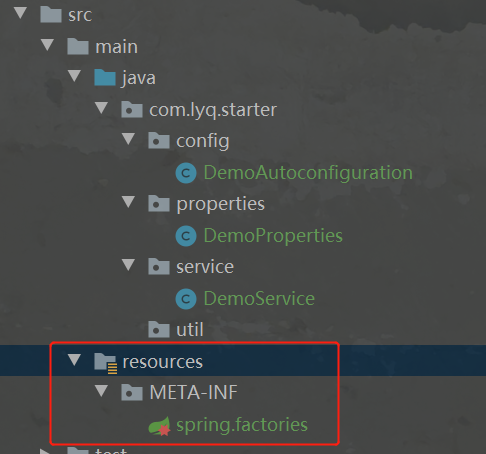 src
main
java
com.lyq.starter
config
DemoAutoconfiguration
properties
DemoProperties
service
DemoService
util
resources
META-INF
spring.factories
test